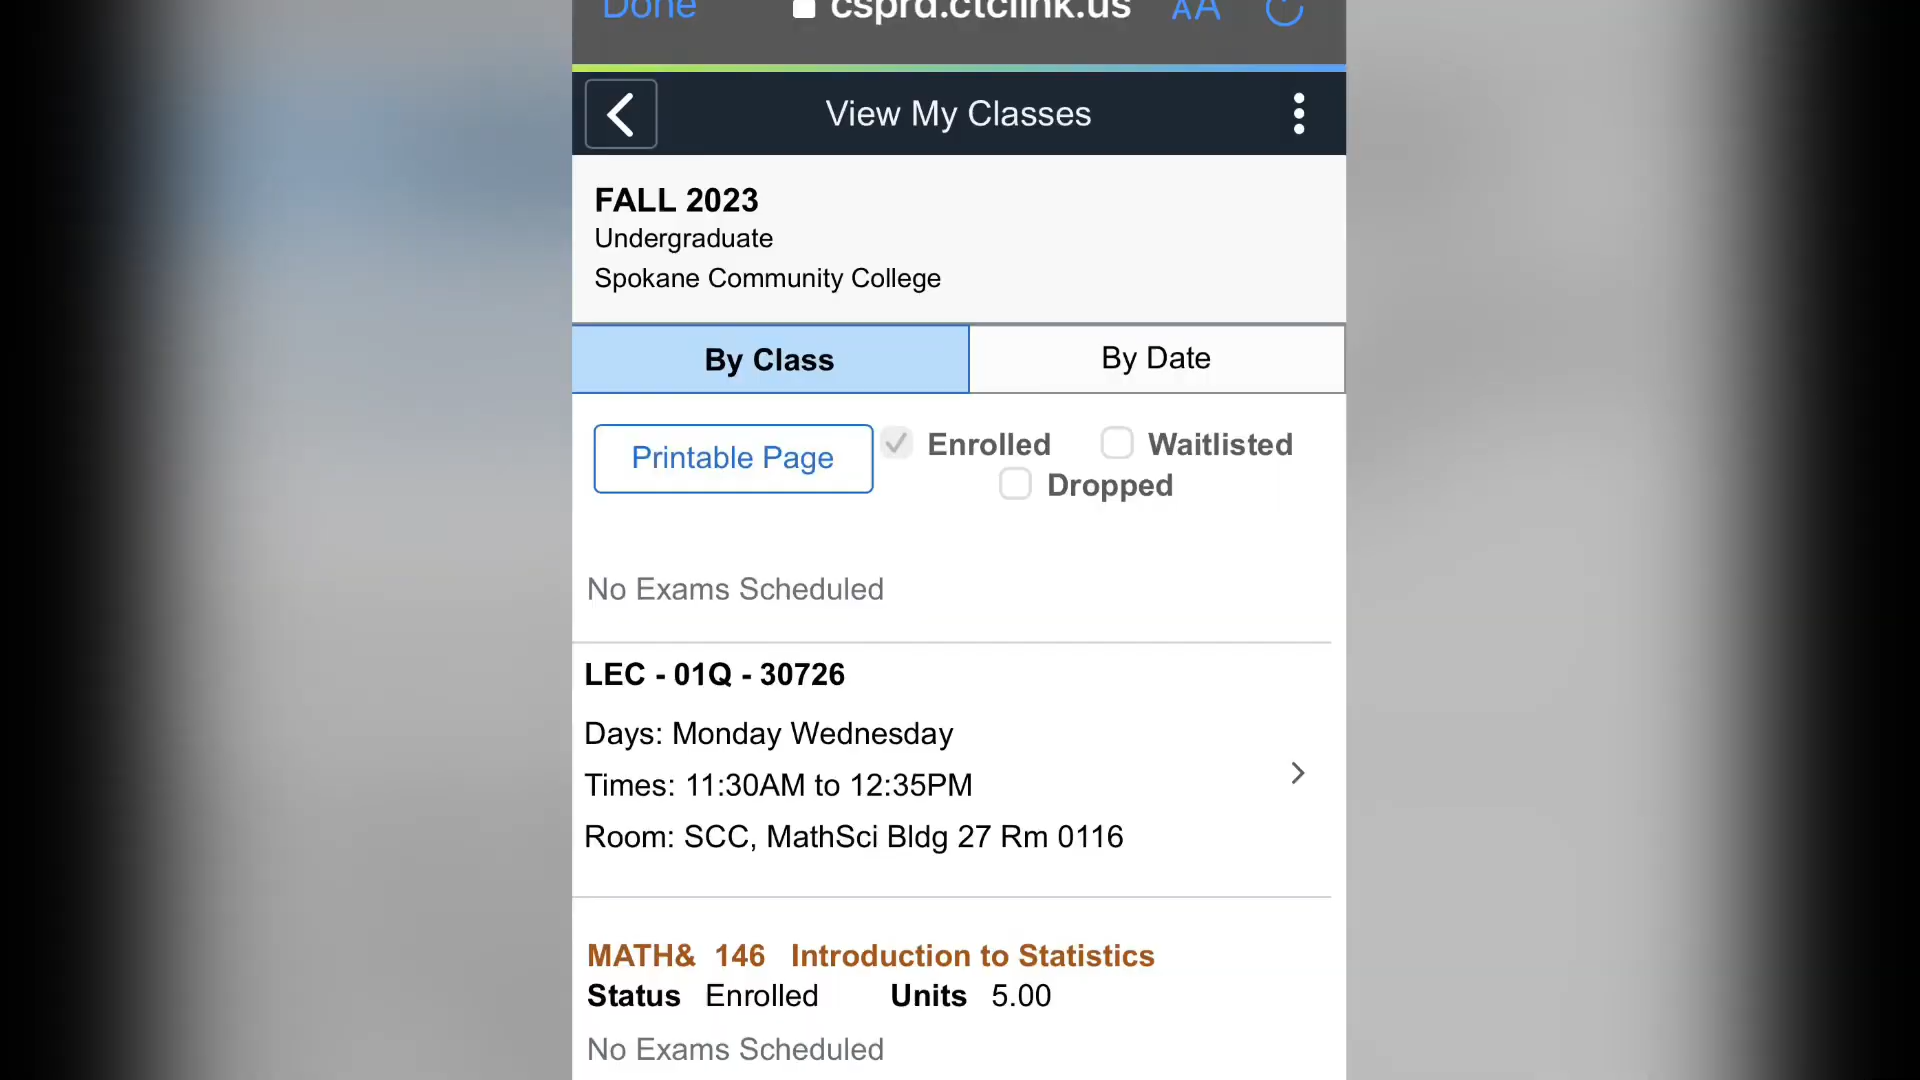 Done csprd.ctclink.us AA
View My Classes
FALL 2023
Undergraduate
Spokane Community College
By Class By Date
Printable Page Enrolled Waitlisted
Dropped
No Exams Scheduled
LEC - 01Q - 30726
Days: Monday Wednesday
Times: 11:30AM to 12:35PM
Room: SCC, MathSci Bldg 27 Rm 0116
MATH& 146 Introduction to Statistics
Status Enrolled Units 5.00
No Exams Scheduled